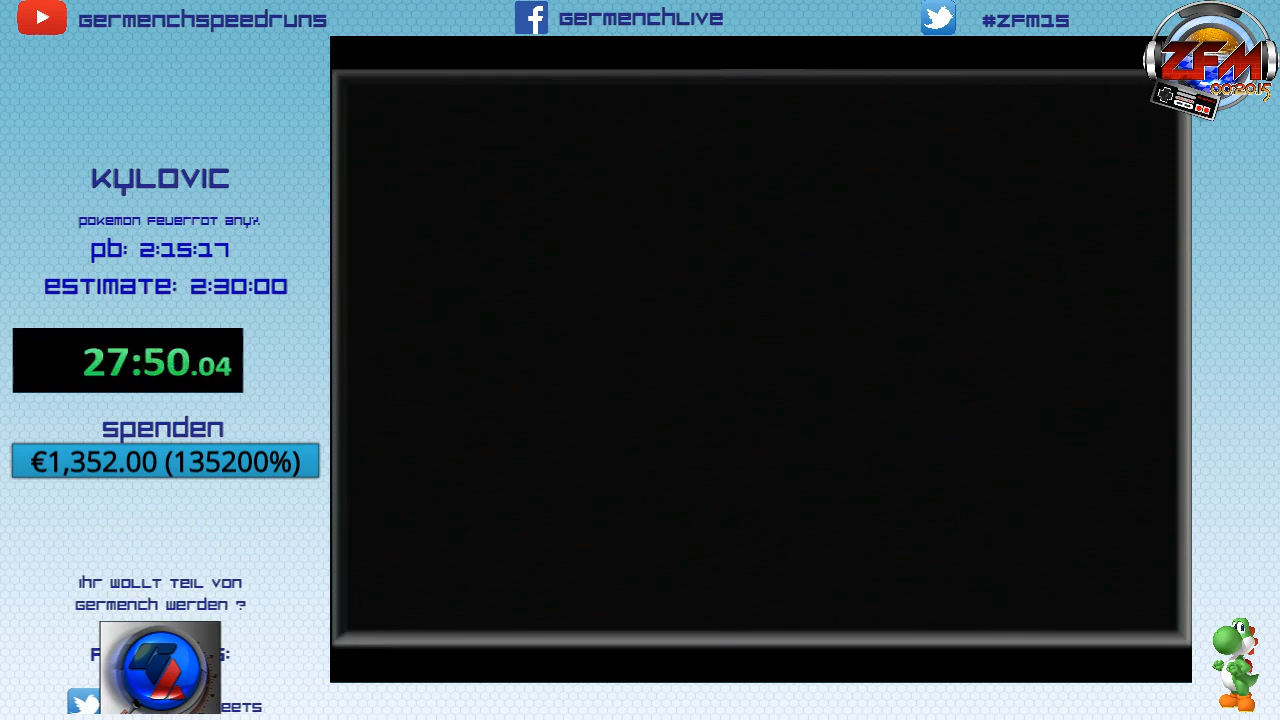 germenchspeedruns
germenchlive
#ZFM15
ZFM
kylovic
pokemon feuerrot any%
pb: 2:15:17
estimate: 2:30:00
27:50.04
spenden
€1,352.00 (135200%)
ihr wollt teil von
germench werden ?